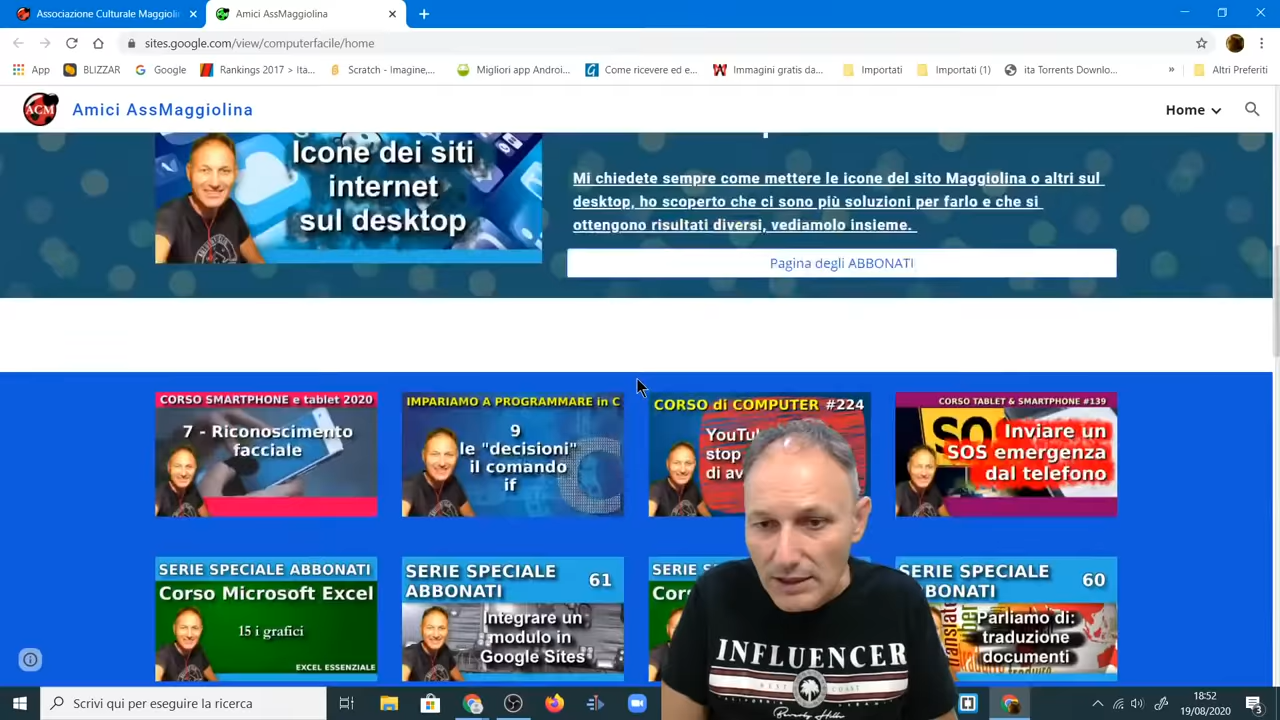 Associazione Culturale Maggioli
Amici AssMaggiolina
sites.google.com/view/computerfacile/home
App
BLIZZAR
Google
Rankings 2017 > Ita...
Scratch - Imagine,...
Migliori app Androi...
Come ricevere ed e...
Immagini gratis da...
Importati
Importati (1)
ita Torrents Downlo...
»
Altri Preferiti
ACM
Amici AssMaggiolina
Home
Icone dei siti
internet
sul desktop
Mi chiedete sempre come mettere le icone del sito Maggiolina o altri sul
desktop, ho scoperto che ci sono più soluzioni per farlo e che si
ottengono risultati diversi, vediamolo insieme.
Pagina degli ABBONATI
CORSO SMARTPHONE e tablet 2020
7 - Riconoscimento
facciale
IMPARIAMO A PROGRAMMARE in C
9
le "decisioni"
il comando
if
CORSO di COMPUTER #224
YouTu
stop
di av
CORSO TABLET & SMARTPHONE #139
SO
Inviare un
SOS emergenza
dal telefono
SERIE SPECIALE ABBONATI
Corso Microsoft Excel
15 i grafici
EXCEL ESSENZIALE
SERIE SPECIALE
ABBONATI
61
Integrare un
modulo in
Google Sites
SERIE S
Cor
SERIE SPECIALE
BONATI
60
Parliamo di:
traduzione
documenti
INFLUENCER
WEST COAST
Scrivi qui per eseguire la ricerca
18:52
19/08/2020
3